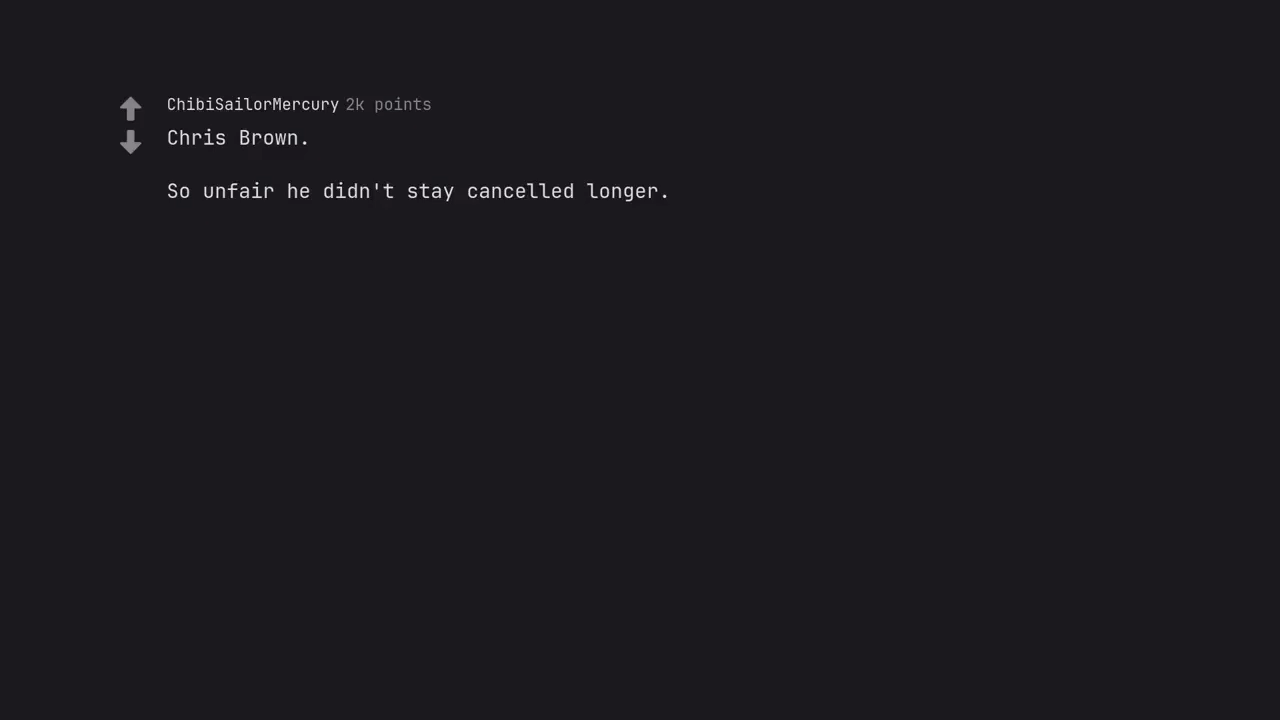 ChibiSailorMercury 2k points
Chris Brown.
So unfair he didn't stay cancelled longer.